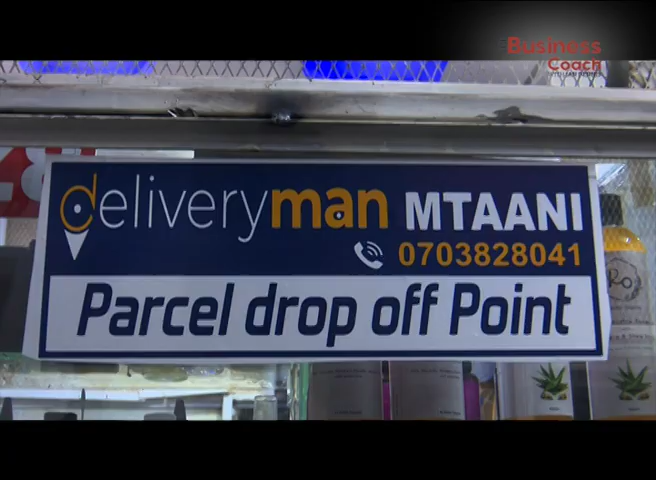 Business
Coach
deliveryman MTAANI
0703828041
Parcel drop off Point